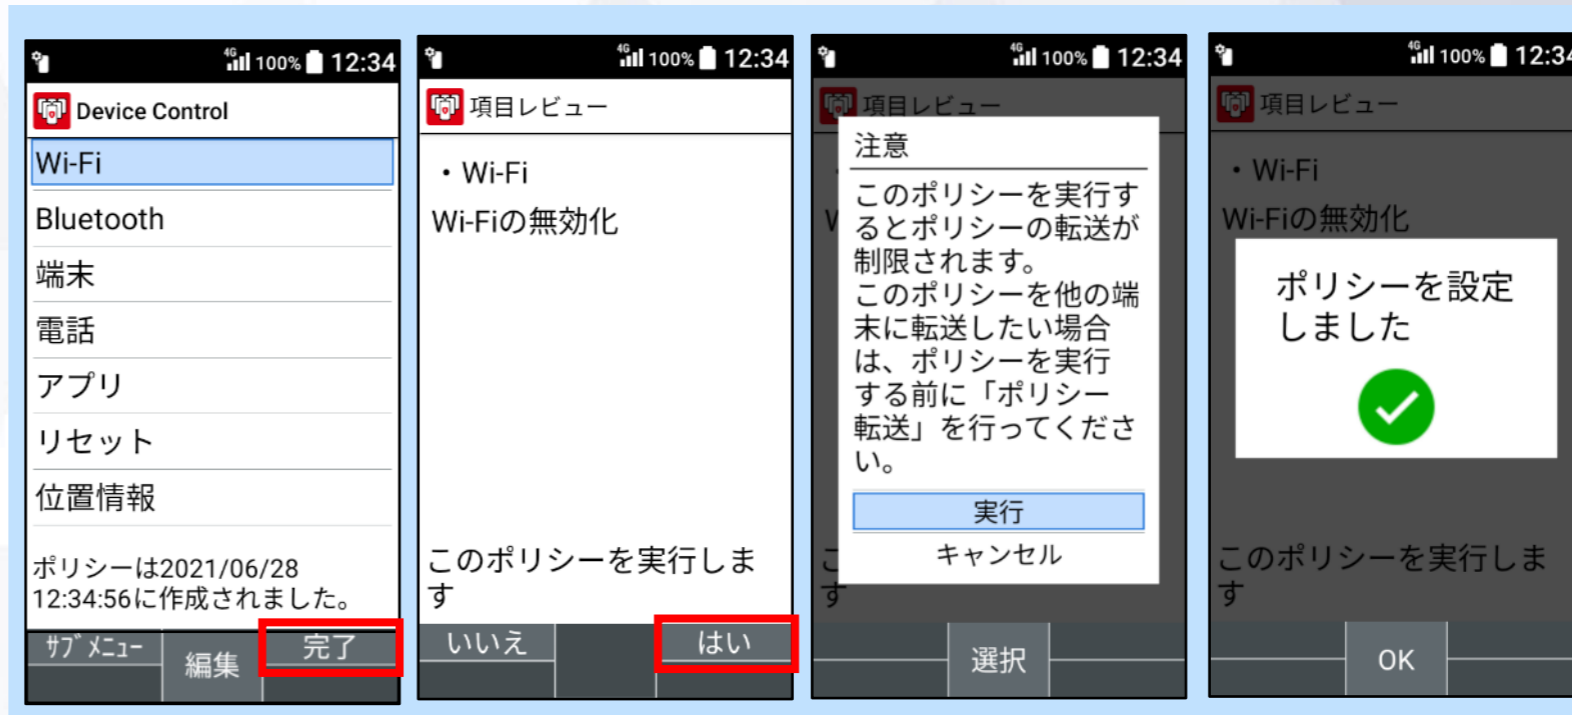 4G 100% 12:34
Device Control
Wi-Fi
Bluetooth
端末
電話
アプリ
リセット
位置情報
ポリシーは2021/06/28
12:34:56に作成されました。
ｻﾌﾞﾒﾆｭｰ
編集
完了
4G 100% 12:34
項目レビュー
・Wi-Fi
Wi-Fiの無効化
このポリシーを実行しま
す
いいえ
はい
4G 100% 12:34
項目レビュー
注意
このポリシーを実行す
るとポリシーの転送が
制限されます。
このポリシーを他の端
末に転送したい場合
は、ポリシーを実行
する前に「ポリシー
転送」を行ってくださ
い。
実行
キャンセル
こ
す
選択
4G 100% 12:34
項目レビュー
・Wi-Fi
Wi-Fiの無効化
ポリシーを設定
しました
このポリシーを実行しま
す
OK